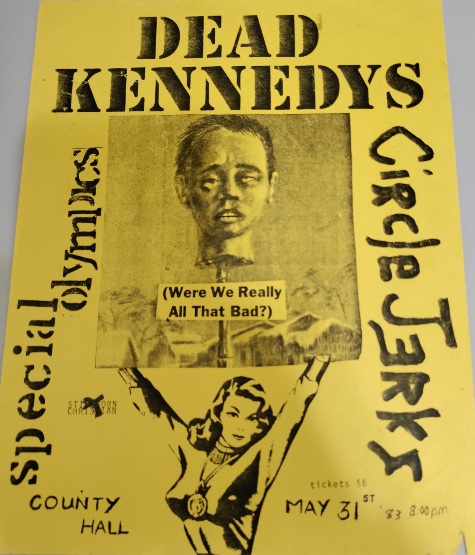 DEAD
KENNEDYS
special olympics
(Were We Really
All That Bad?)
Circle Jerks
CHRISTIAN
COUNTY
HALL
tickets $6
MAY 31ST '83 8:00pm